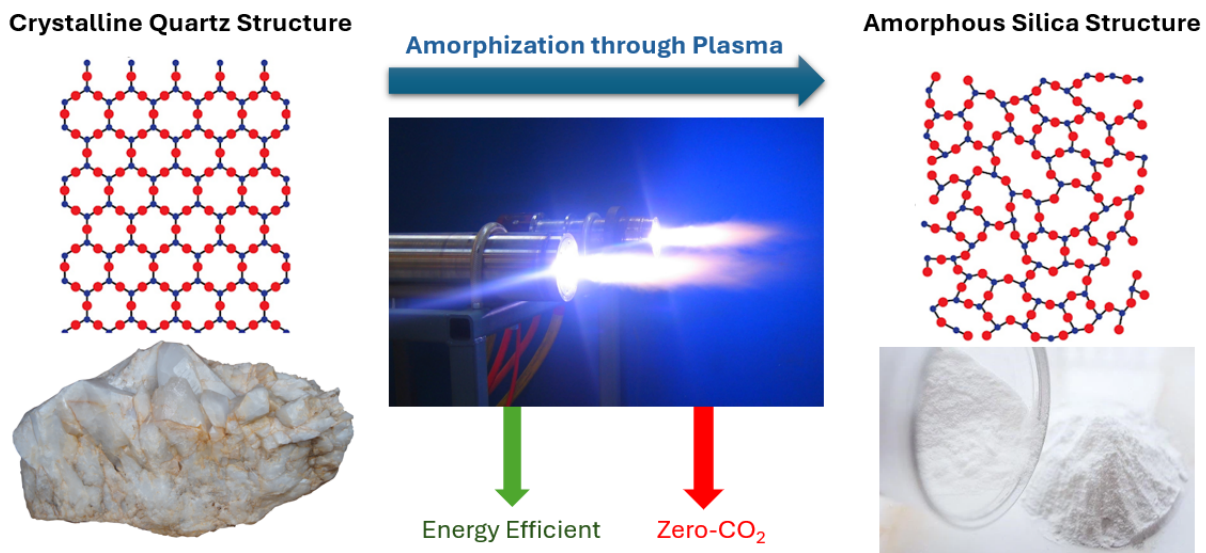 Crystalline Quartz Structure
Amorphization through Plasma
Amorphous Silica Structure
Energy Efficient
Zero-CO₂